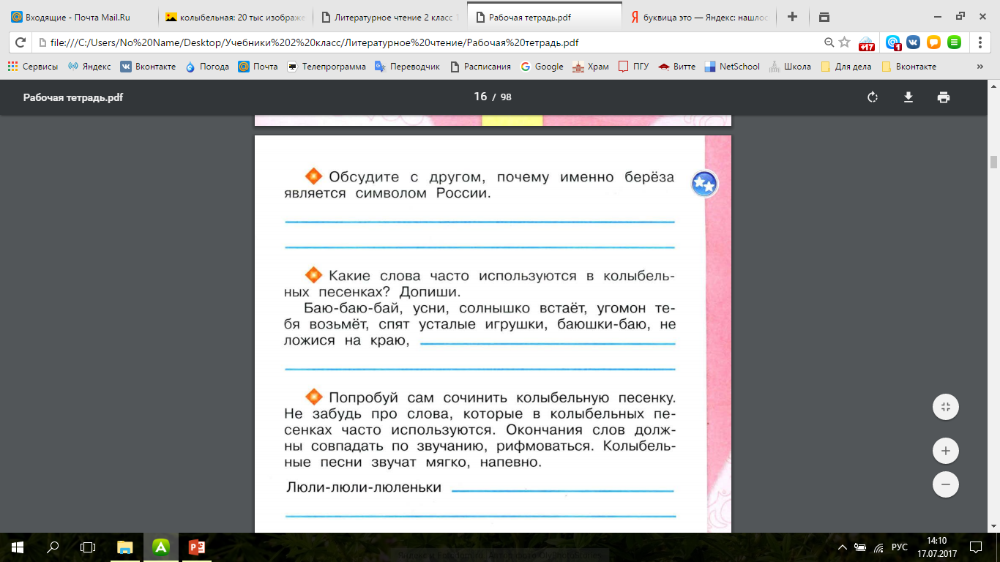 Входящие - Почта Mail.Ru
колыбельная: 20 тыс изображе
Литературное чтение 2 класс 1
Рабочая тетрадь.pdf
буквица это — Яндекс: нашлос
file:///C:/Users/No%20Name/Desktop/Учебники%202%20класс/Литературное%20чтение/Рабочая%20тетрадь.pdf
+17
1
Сервисы Яндекс Вконтакте Погода Почта Телепрограмма Переводчик Расписания Google Храм ПГУ Витте NetSchool Школа Для дела Вконтакте »
Рабочая тетрадь.pdf 16 / 98
Обсудите с другом, почему именно берёза
является символом России.
Какие слова часто используются в колыбель-
ных песенках? Допиши.
Баю-баю-бай, усни, солнышко встаёт, угомон те-
бя возьмёт, спят усталые игрушки, баюшки-баю, не
ложися на краю,
Попробуй сам сочинить колыбельную песенку.
Не забудь про слова, которые в колыбельных пе-
сенках часто используются. Окончания слов долж-
ны совпадать по звучанию, рифмоваться. Колыбель-
ные песни звучат мягко, напевно.
Люли-люли-люленьки
РУС
14:10
17.07.2017